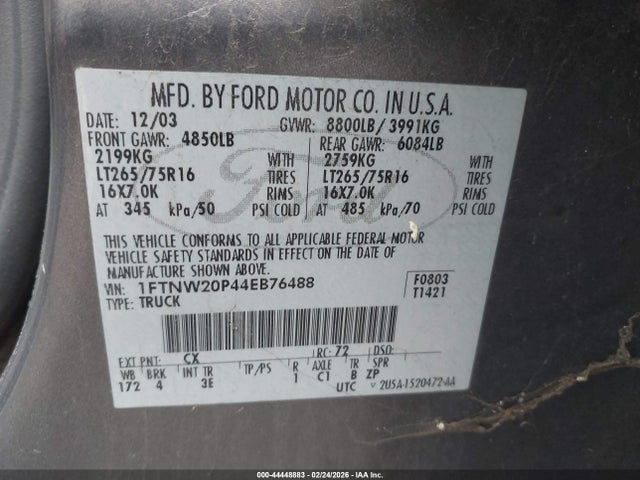 MFD. BY FORD MOTOR CO. IN U.S.A.
DATE: 12/03 GVWR: 8800LB/ 3991KG
FRONT GAWR: 4850LB REAR GAWR: 6084LB
2199KG WITH 2759KG WITH
LT265/75R16 TIRES LT265/75R16 TIRES
16X7.0K RIMS 16X7.0K RIMS
AT 345 kPa/50 PSI COLD AT 485 kPa/70 PSI COLD
THIS VEHICLE CONFORMS TO ALL APPLICABLE FEDERAL MOTOR
VEHICLE SAFETY STANDARDS IN EFFECT ON THE DATE OF
MANUFACTURE SHOWN ABOVE.
VIN: 1FTNW20P44EB76488 F0803
TYPE: TRUCK T1421
EXT PNT: CX RC: 72 DSO:
WB BRK INT TR TP/PS R AXLE TR SPR
172 4 3E 1 C1 B ZP
UTC 2U5A-1520472-AA
Ford
000-44448883 - 02/24/2026 - IAA Inc.